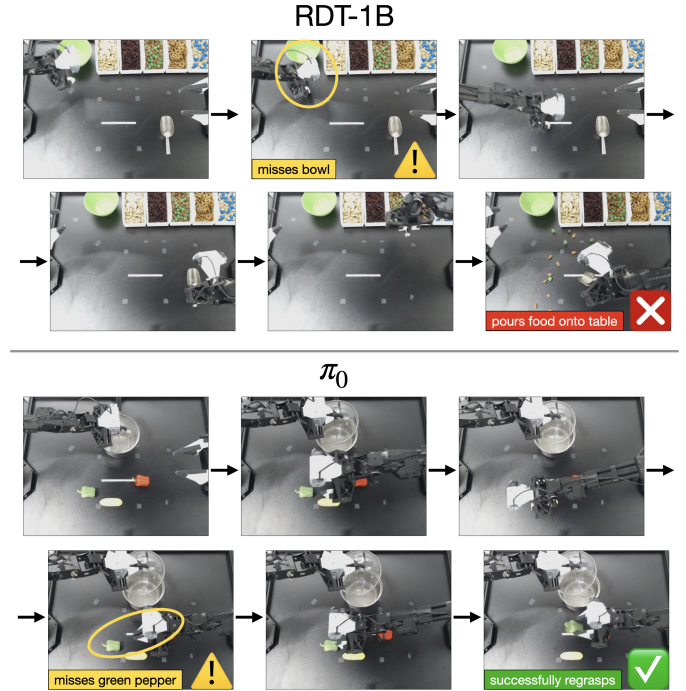 RDT-1B
misses bowl
pours food onto table
π0
misses green pepper
successfully regrasps